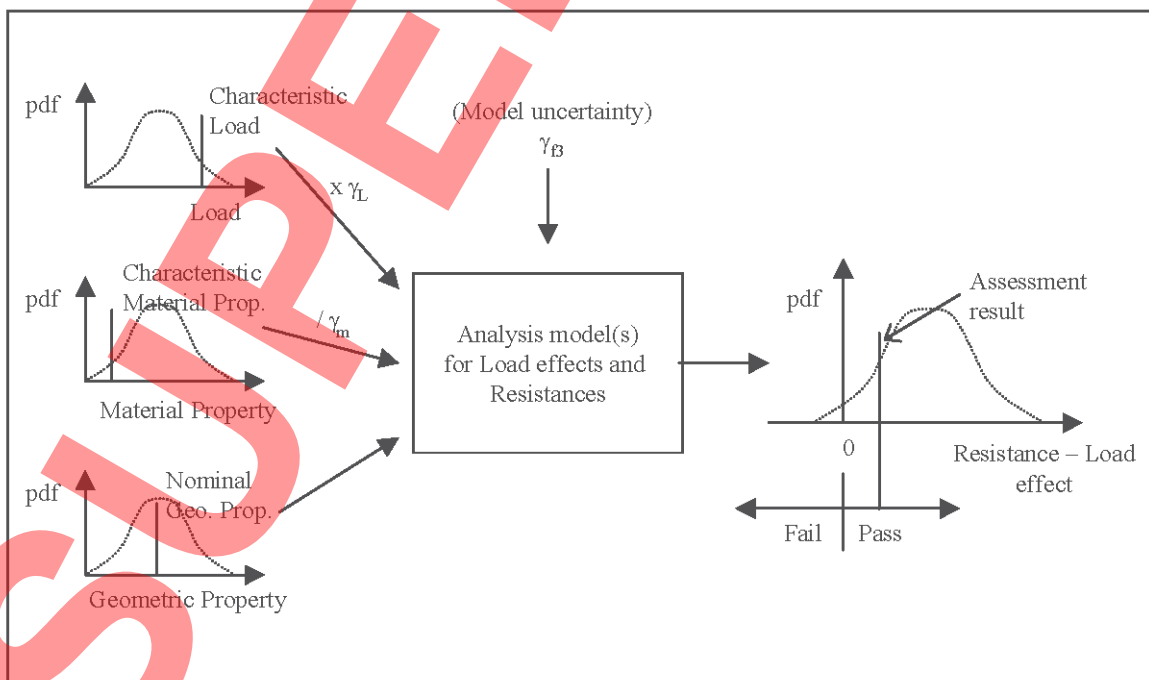 pdf
Characteristic
Load
Load
x γL
(Model uncertainty)
γf3
pdf
Characteristic
Material Prop.
Material Property
/ γm
Analysis model(s)
for Load effects and
Resistances
pdf
Nominal
Geo. Prop.
Geometric Property
pdf
Assessment
result
0
Resistance – Load
effect
Fail
Pass
SUPE